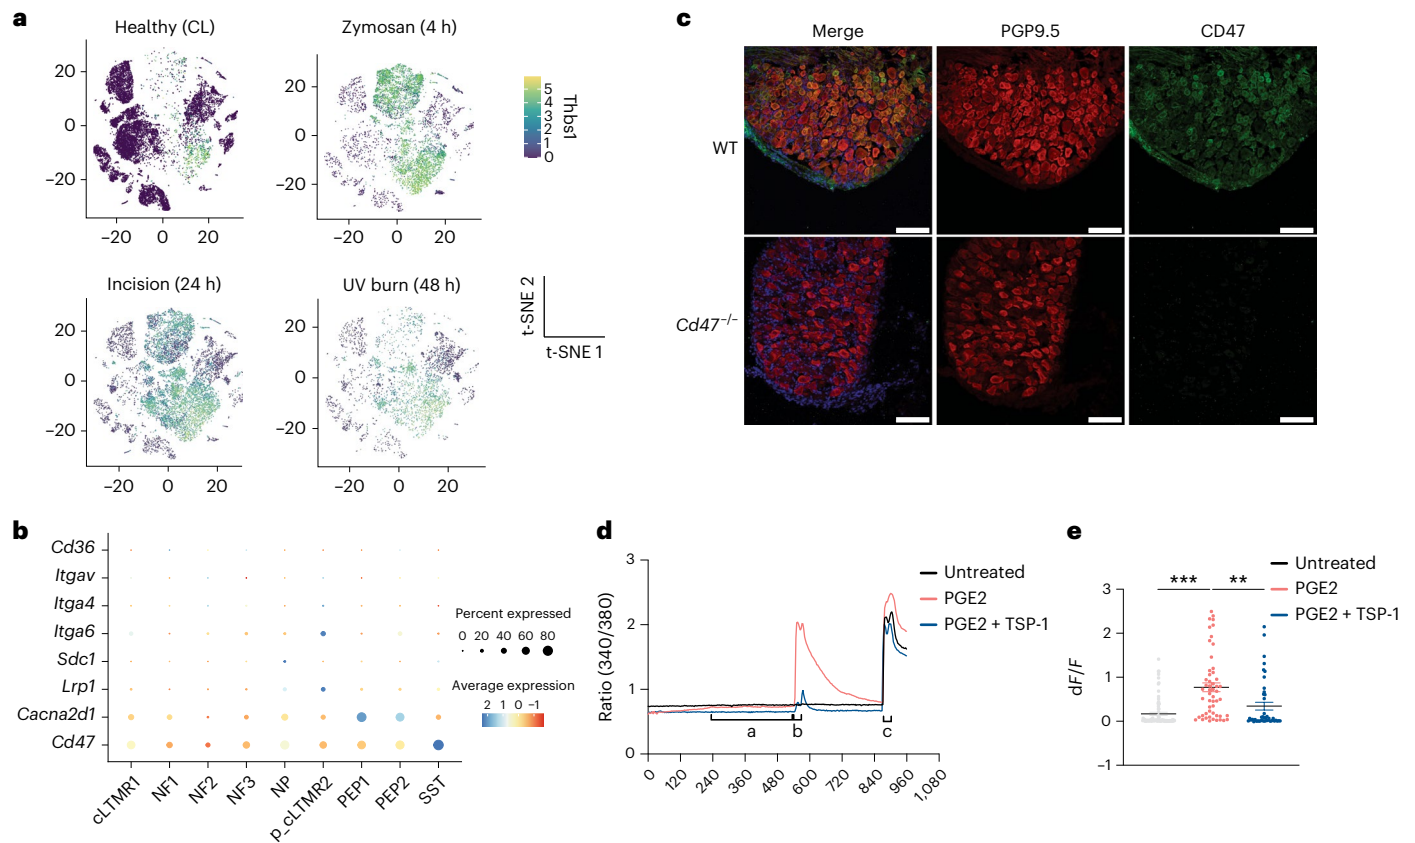 a
Healthy (CL)
20
0
−20
−20
0
20
Zymosan (4 h)
20
0
−20
−20
0
20
5
4
3
2
1
0
Thbs1
Incision (24 h)
20
0
−20
−20
0
20
UV burn (48 h)
20
0
−20
−20
0
20
t-SNE 2
t-SNE 1
c
Merge
PGP9.5
CD47
WT
Cd47−/−
b
Cd36
Itgav
Itga4
Itga6
Sdc1
Lrp1
Cacna2d1
Cd47
cLTMR1
NF1
NF2
NF3
NP
p_cLTMR2
PEP1
PEP2
SST
Percent expressed
0 20 40 60 80
Average expression
2 1 0 −1
d
Ratio (340/380)
3
2
1
0
a
b
c
0
120
240
360
480
600
720
840
960
1,080
Untreated
PGE2
PGE2 + TSP-1
e
dF/F
3
2
1
0
−1
***
**
Untreated
PGE2
PGE2 + TSP-1